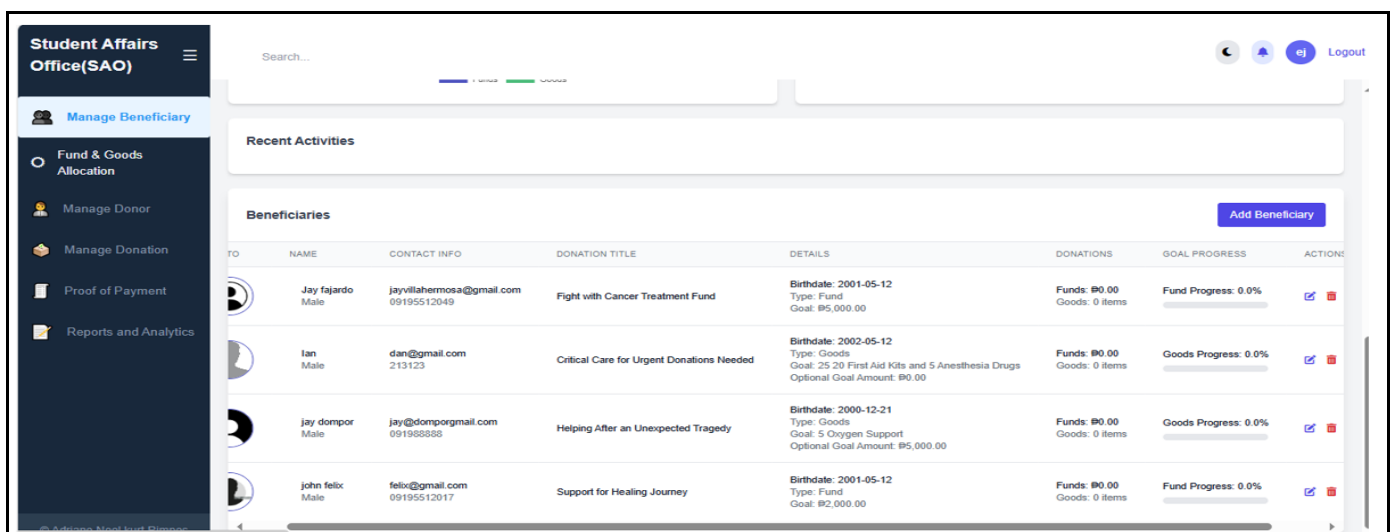 Student Affairs
Office(SAO)
Search...
ej
Logout
Funds
Goods
Manage Beneficiary
Fund & Goods
Allocation
Manage Donor
Manage Donation
Proof of Payment
Reports and Analytics
Recent Activities
Beneficiaries
Add Beneficiary
TO NAME CONTACT INFO DONATION TITLE DETAILS DONATIONS GOAL PROGRESS ACTIONS
Jay fajardo
Male
jayvillahermosa@gmail.com
09195512049
Fight with Cancer Treatment Fund
Birthdate: 2001-05-12
Type: Fund
Goal: ₱5,000.00
Funds: ₱0.00
Goods: 0 items
Fund Progress: 0.0%
Ian
Male
dan@gmail.com
213123
Critical Care for Urgent Donations Needed
Birthdate: 2002-05-12
Type: Goods
Goal: 25 20 First Aid Kits and 5 Anesthesia Drugs
Optional Goal Amount: ₱0.00
Funds: ₱0.00
Goods: 0 items
Goods Progress: 0.0%
jay dompor
Male
jay@domporgmail.com
091988888
Helping After an Unexpected Tragedy
Birthdate: 2000-12-21
Type: Goods
Goal: 5 Oxygen Support
Optional Goal Amount: ₱5,000.00
Funds: ₱0.00
Goods: 0 items
Goods Progress: 0.0%
john felix
Male
felix@gmail.com
09195512017
Support for Healing Journey
Birthdate: 2001-05-12
Type: Fund
Goal: ₱2,000.00
Funds: ₱0.00
Goods: 0 items
Fund Progress: 0.0%